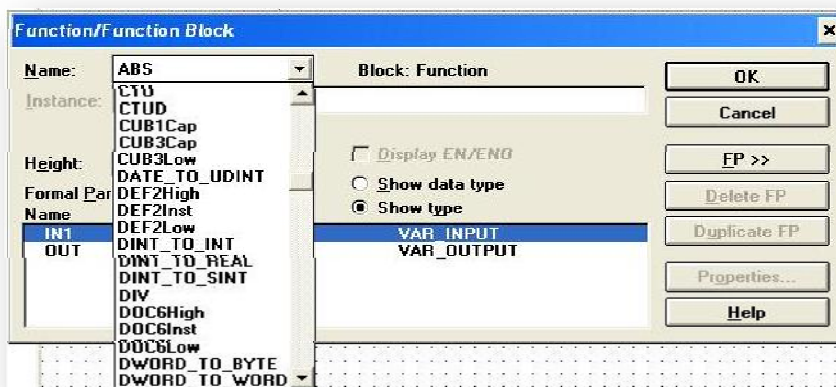 Function/Function Block
Name: ABS Block: Function
Instance:
CTU
CTUD
CUB1Cap
CUB3Cap
CUB3Low
DATE_TO_UDINT
DEF2High
DEF2Inst
DEF2Low
DINT_TO_INT
DINT_TO_REAL
DINT_TO_SINT
DIV
DOC6High
DOC6Inst
DOC6Low
DWORD_TO_BYTE
DWORD_TO_WORD
Height:
Display EN/ENO
Show data type
Show type
Formal Par
Name
IN1 VAR_INPUT
OUT VAR_OUTPUT
OK
Cancel
FP >>
Delete FP
Duplicate FP
Properties...
Help